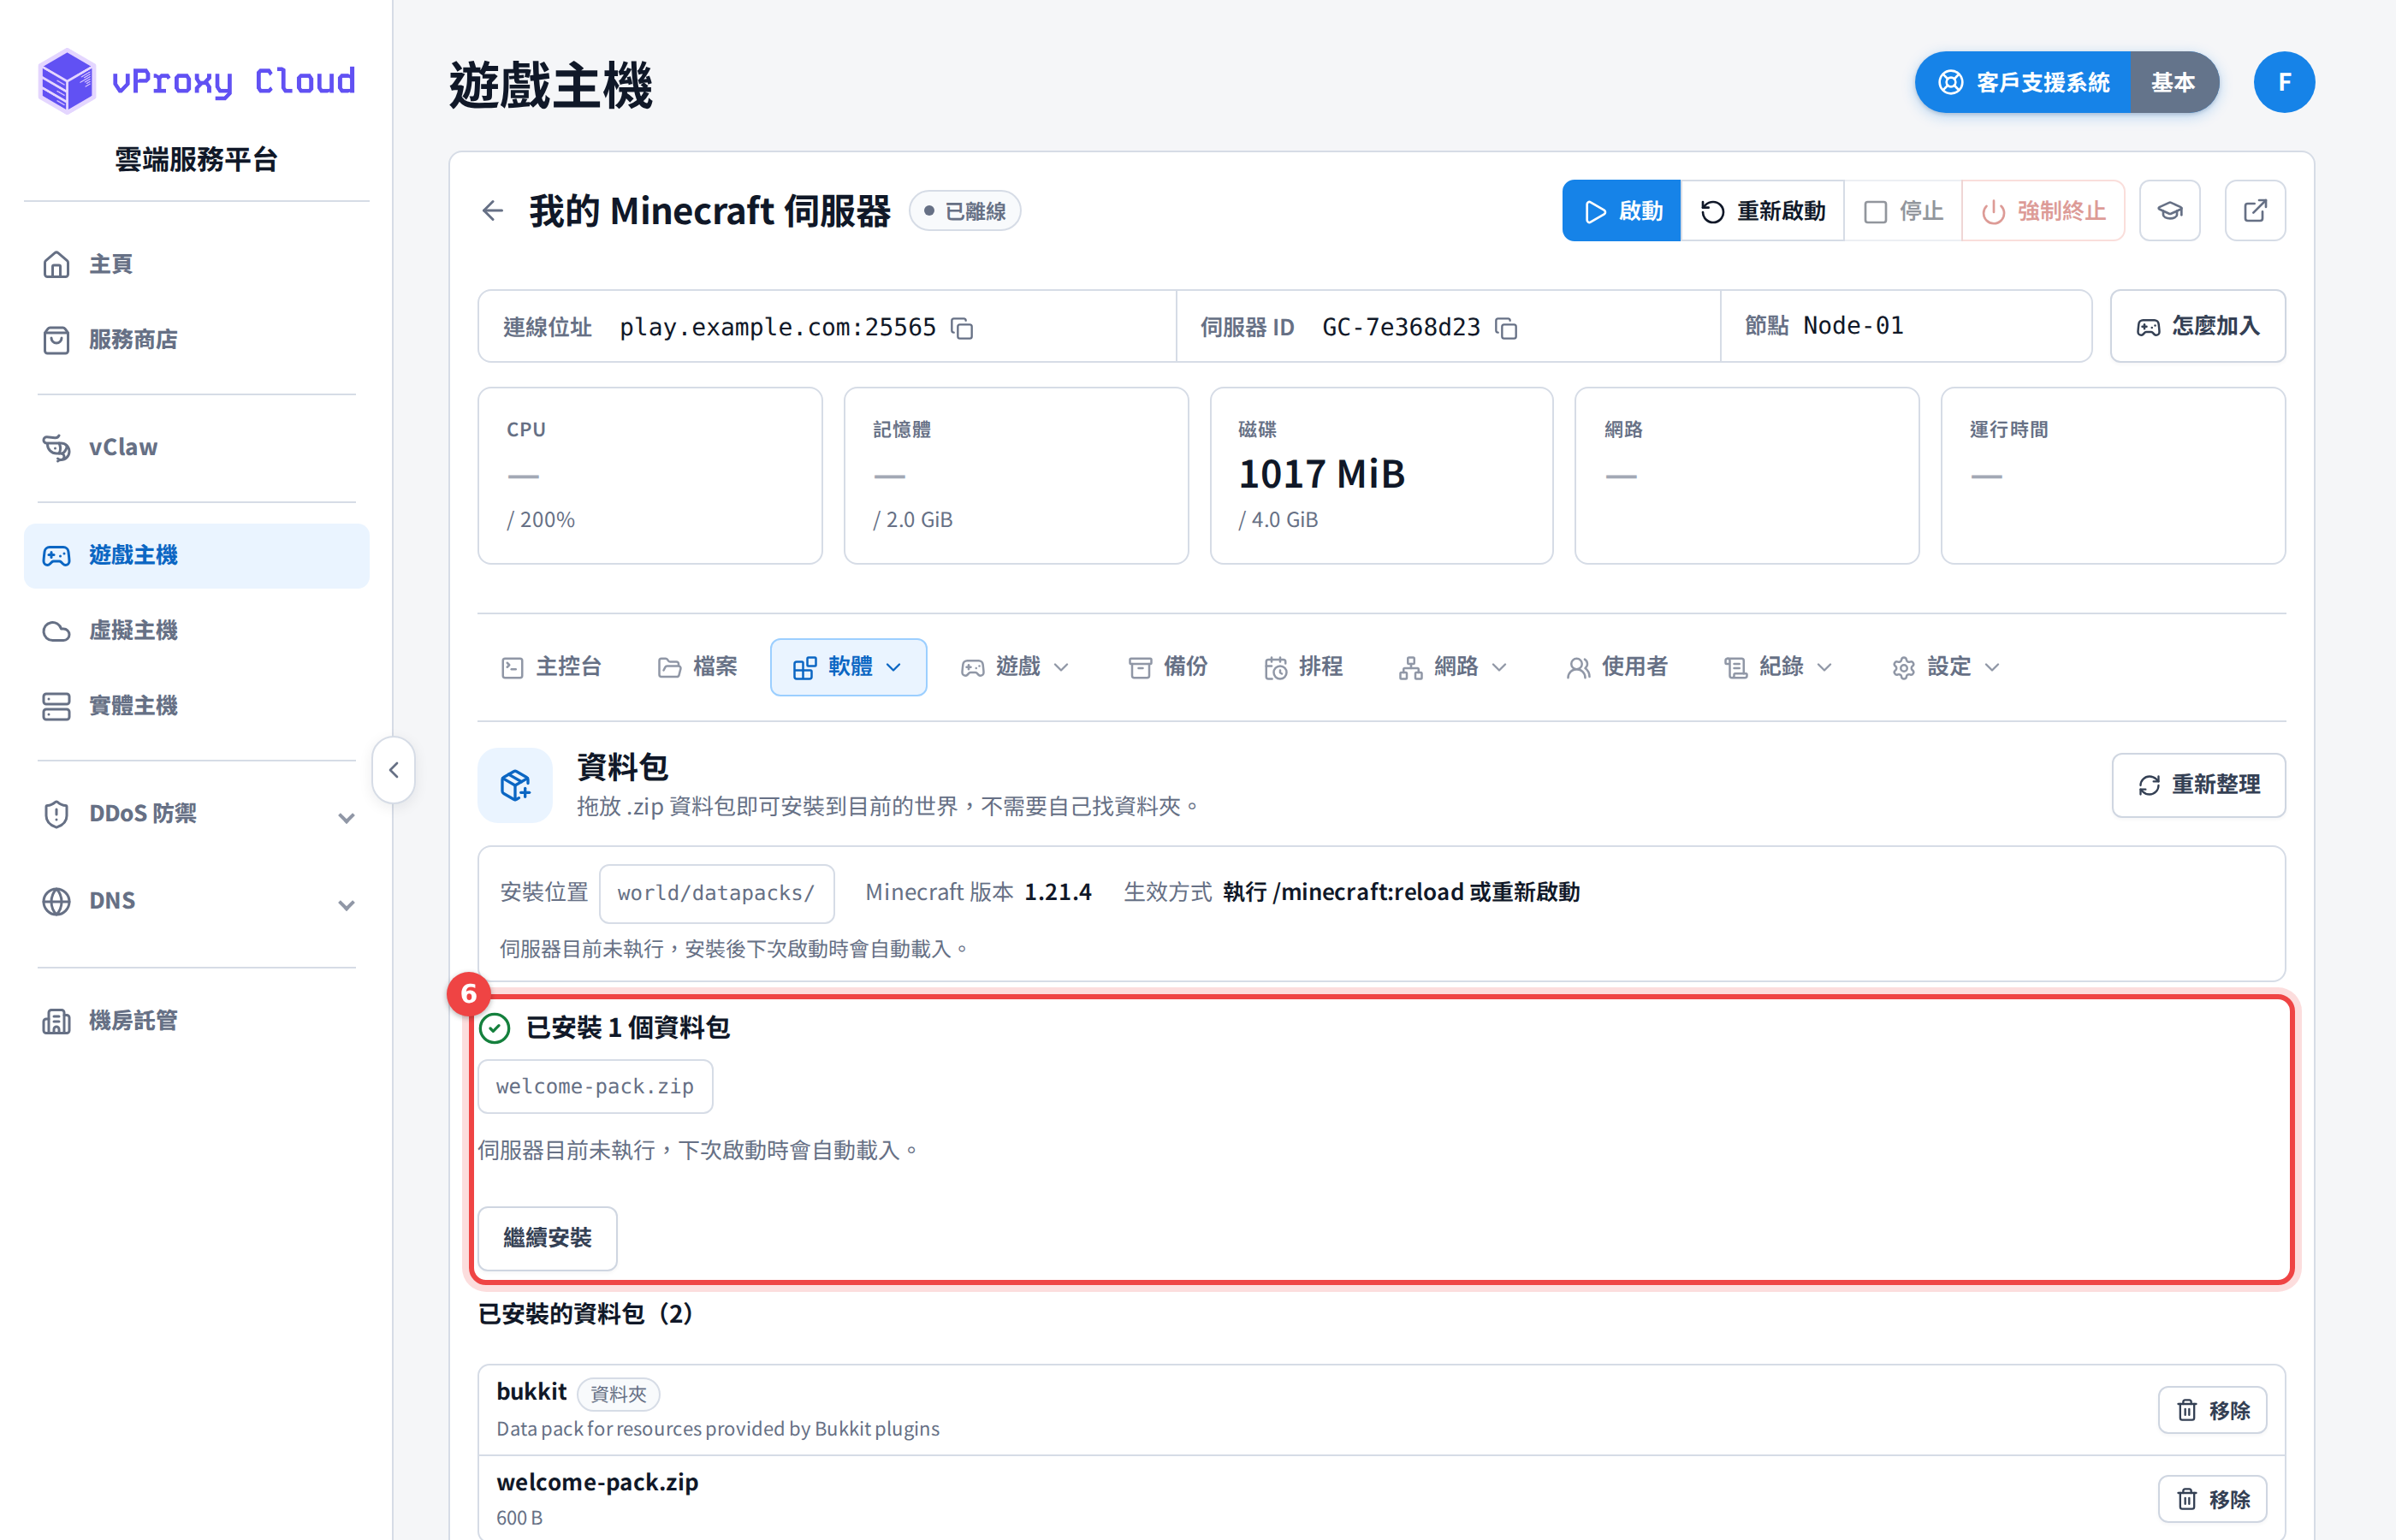 vProxy Cloud
雲端服務平台
主頁
服務商店
vClaw
遊戲主機
虛擬主機
實體主機
DDoS 防禦
DNS
機房託管
遊戲主機
客戶支援系統 基本 F
我的 Minecraft 伺服器 已離線
啟動 重新啟動 停止 強制終止
連線位址 play.example.com:25565 伺服器 ID GC-7e368d23 節點 Node-01 怎麼加入
CPU
—
/ 200%
記憶體
—
/ 2.0 GiB
磁碟
1017 MiB
/ 4.0 GiB
網路
—
運行時間
—
主控台 檔案 軟體 遊戲 備份 排程 網路 使用者 紀錄 設定
資料包
拖放 .zip 資料包即可安裝到目前的世界，不需要自己找資料夾。
重新整理
安裝位置 world/datapacks/ Minecraft 版本 1.21.4 生效方式 執行 /minecraft:reload 或重新啟動
伺服器目前未執行，安裝後下次啟動時會自動載入。
6
已安裝 1 個資料包
welcome-pack.zip
伺服器目前未執行，下次啟動時會自動載入。
繼續安裝
已安裝的資料包（2）
bukkit 資料夾
Data pack for resources provided by Bukkit plugins
移除
welcome-pack.zip
600 B
移除